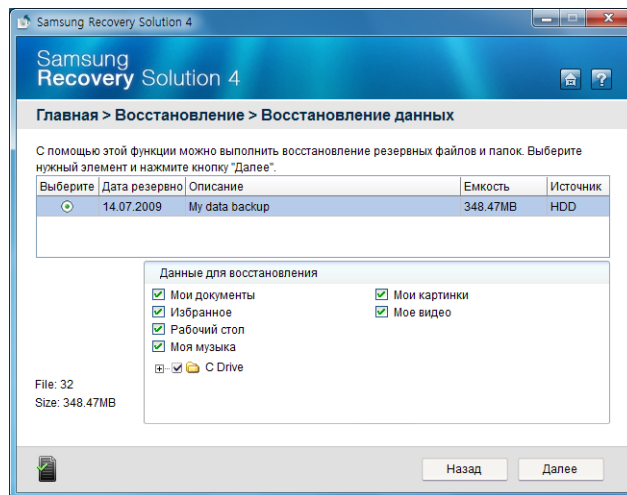 Samsung Recovery Solution 4
Samsung
Recovery Solution 4
Главная > Восстановление > Восстановление данных
С помощью этой функции можно выполнить восстановление резервных файлов и папок. Выберите
нужный элемент и нажмите кнопку "Далее".
Выберите Дата резервно Описание Емкость Источник
14.07.2009 My data backup 348.47MB HDD
Данные для восстановления
Мои документы Мои картинки
Избранное Мое видео
Рабочий стол
Моя музыка
C Drive
File: 32
Size: 348.47MB
Назад Далее